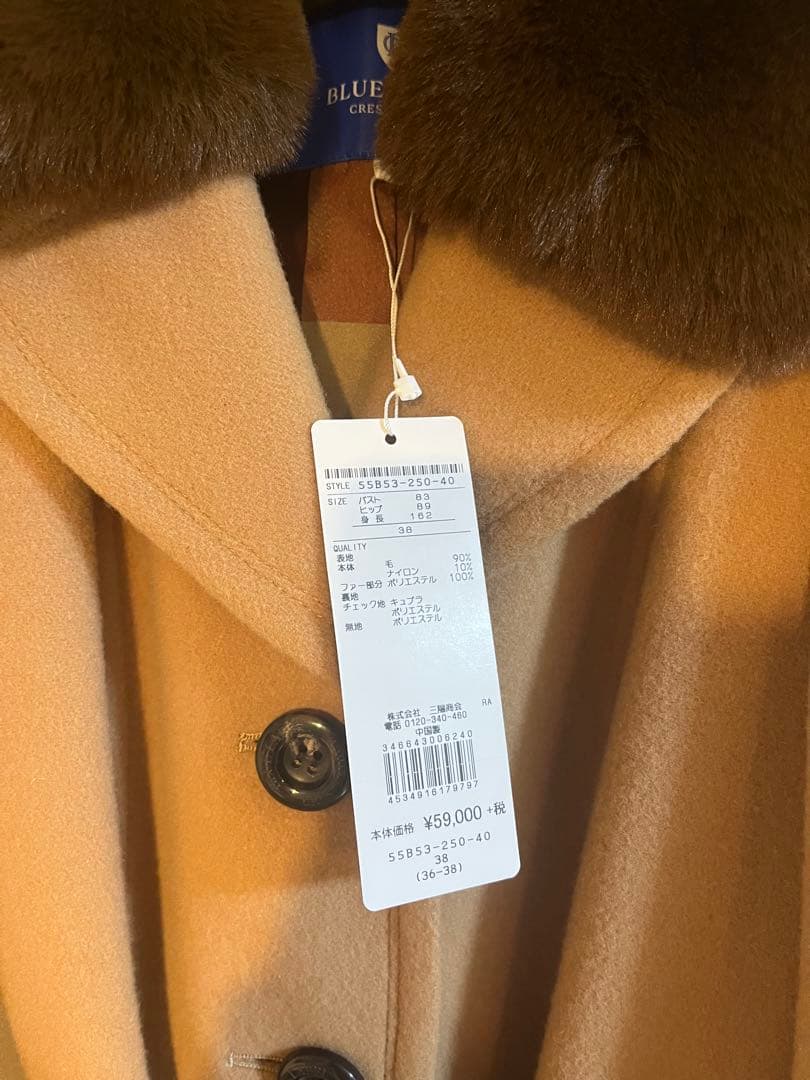 BLUE
CRES
STYLE 55B53-250-40
SIZE バスト 83
ヒップ 89
身長 162
38
QUALITY
表地
本体 毛 90%
ナイロン 10%
ファー部分 ポリエステル 100%
裏地
チェック地 キュプラ
ポリエステル
無地 ポリエステル
株式会社 三陽商会 RA
電話 0120-340-460
中国製
346643006240
4534916179797
本体価格 ¥59,000 +税
55B53-250-40
38
(36-38)